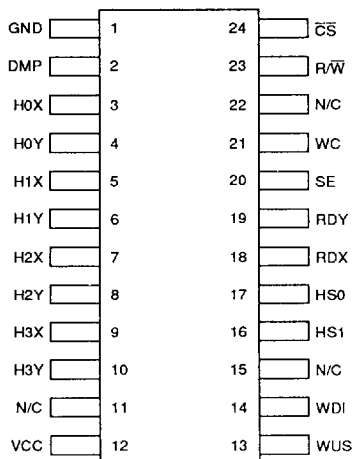 GND 1 24 C̅S̅
DMP 2 23 R/W̅
H0X 3 22 N/C
H0Y 4 21 WC
H1X 5 20 SE
H1Y 6 19 RDY
H2X 7 18 RDX
H2Y 8 17 HS0
H3X 9 16 HS1
H3Y 10 15 N/C
N/C 11 14 WDI
VCC 12 13 WUS